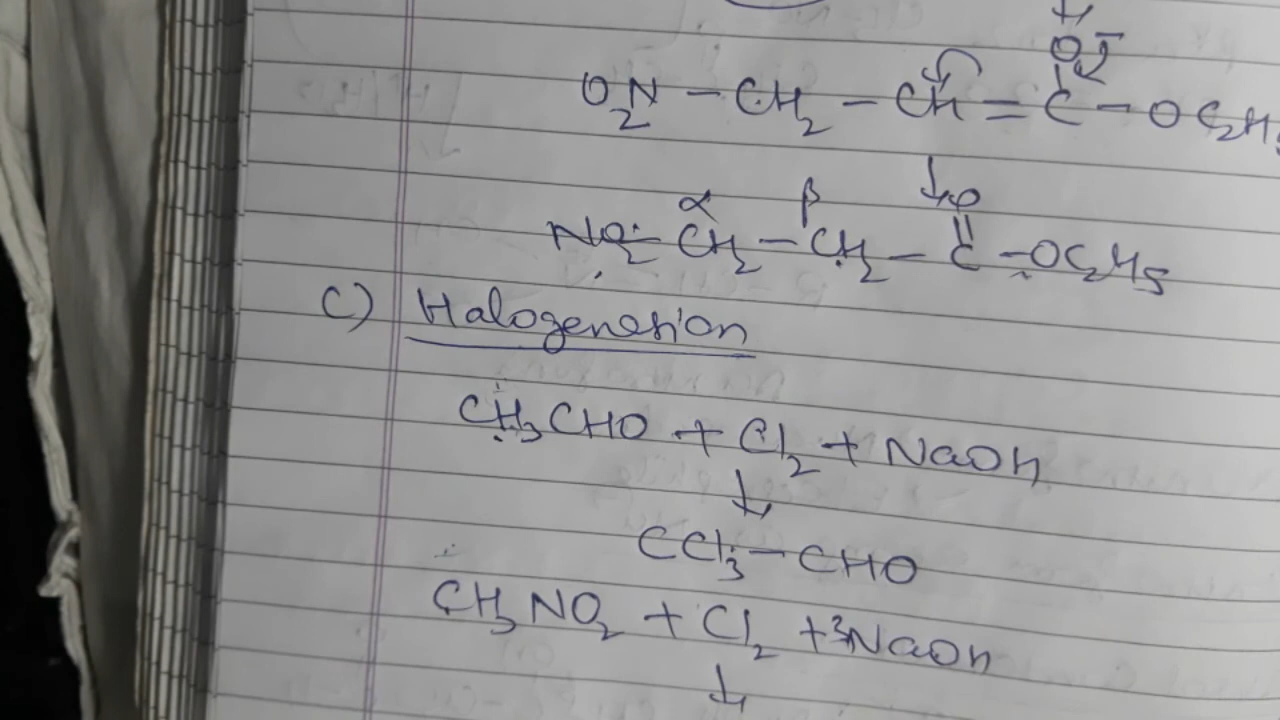 H
O⁻
O₂N – CH₂ – CH = C – OC₂H₅
↓
α β O
NO₂ – CH₂ – CH₂ – C – OC₂H₅
C) Halogenation
CH₃CHO + Cl₂ + NaOh
↓
CCl₃ – CHO
CH₃NO₂ + Cl₂ + 3NaOh
↓